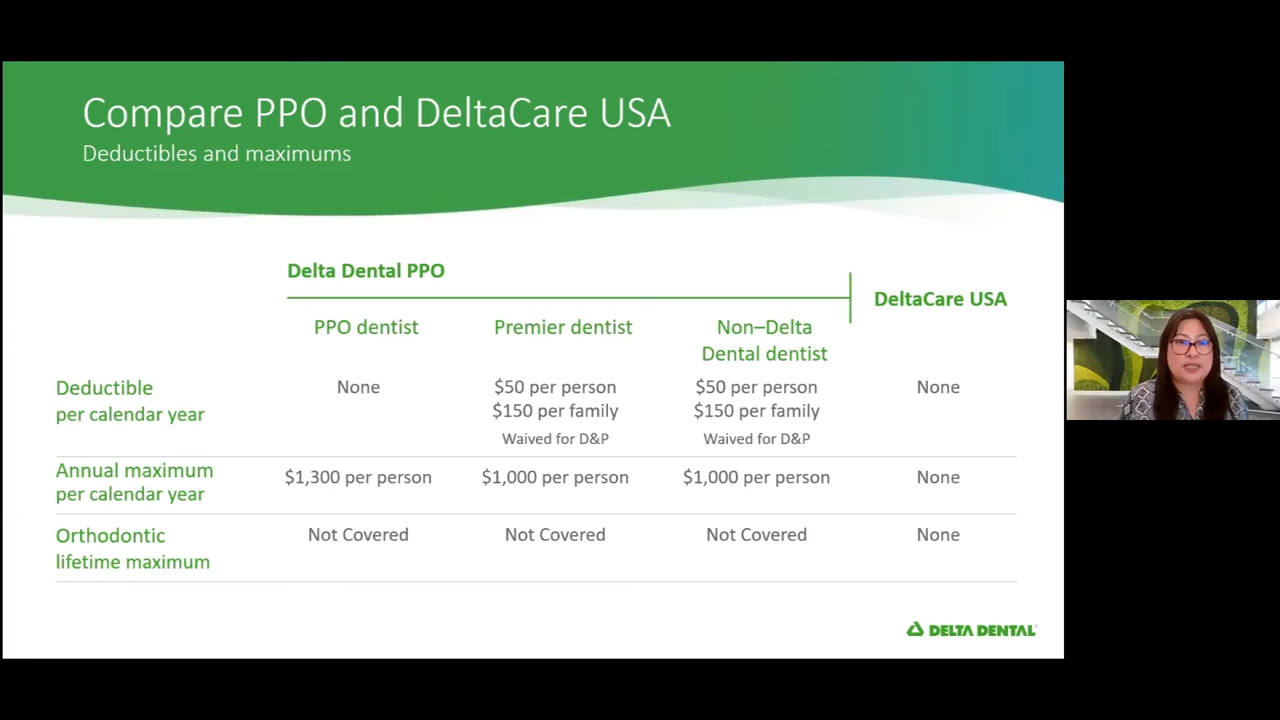 Compare PPO and DeltaCare USA
Deductibles and maximums
Delta Dental PPO
DeltaCare USA
PPO dentist
Premier dentist
Non–Delta
Dental dentist
Deductible
per calendar year
None
$50 per person
$150 per family
Waived for D&P
$50 per person
$150 per family
Waived for D&P
None
Annual maximum
per calendar year
$1,300 per person
$1,000 per person
$1,000 per person
None
Orthodontic
lifetime maximum
Not Covered
Not Covered
Not Covered
None
DELTA DENTAL